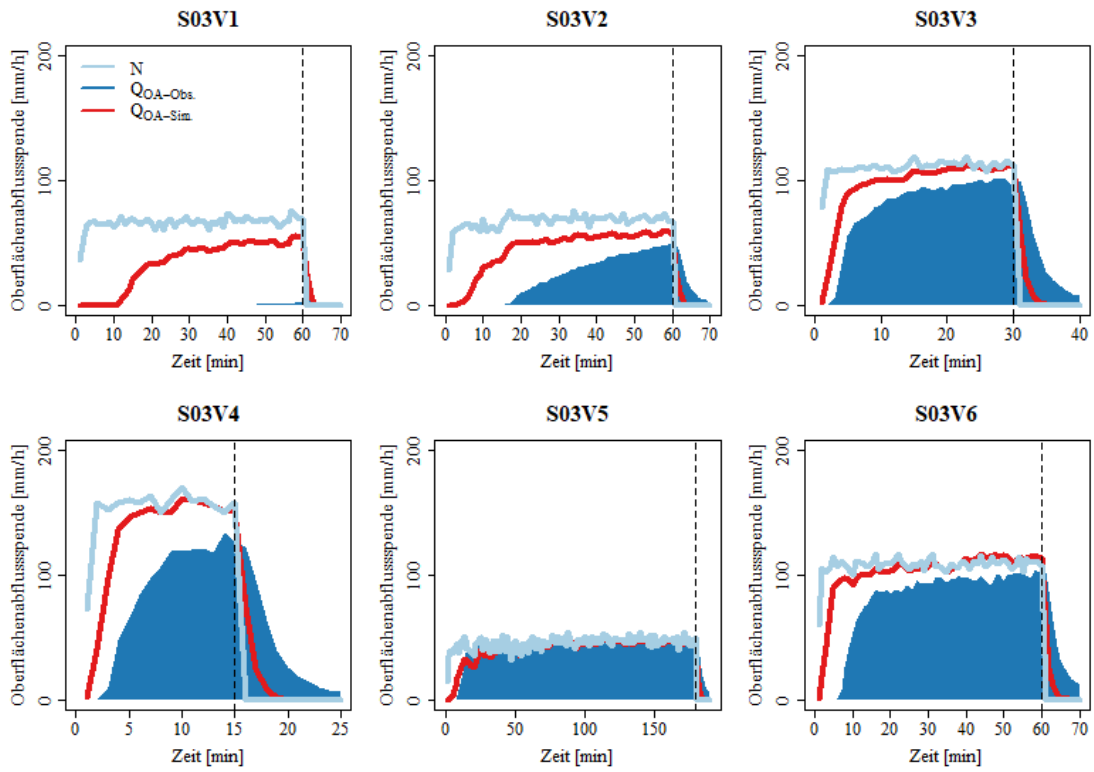 S03V1
S03V2
S03V3
Oberflächenabflussspende [mm/h]
0 100 200
N
Q_OA−Obs.
Q_OA−Sim.
0 10 20 30 40 50 60 70
Zeit [min]
Oberflächenabflussspende [mm/h]
0 100 200
0 10 20 30 40 50 60 70
Zeit [min]
Oberflächenabflussspende [mm/h]
0 100 200
0 10 20 30 40
Zeit [min]
S03V4
S03V5
S03V6
Oberflächenabflussspende [mm/h]
0 100 200
0 5 10 15 20 25
Zeit [min]
Oberflächenabflussspende [mm/h]
0 100 200
0 50 100 150
Zeit [min]
Oberflächenabflussspende [mm/h]
0 100 200
0 10 20 30 40 50 60 70
Zeit [min]